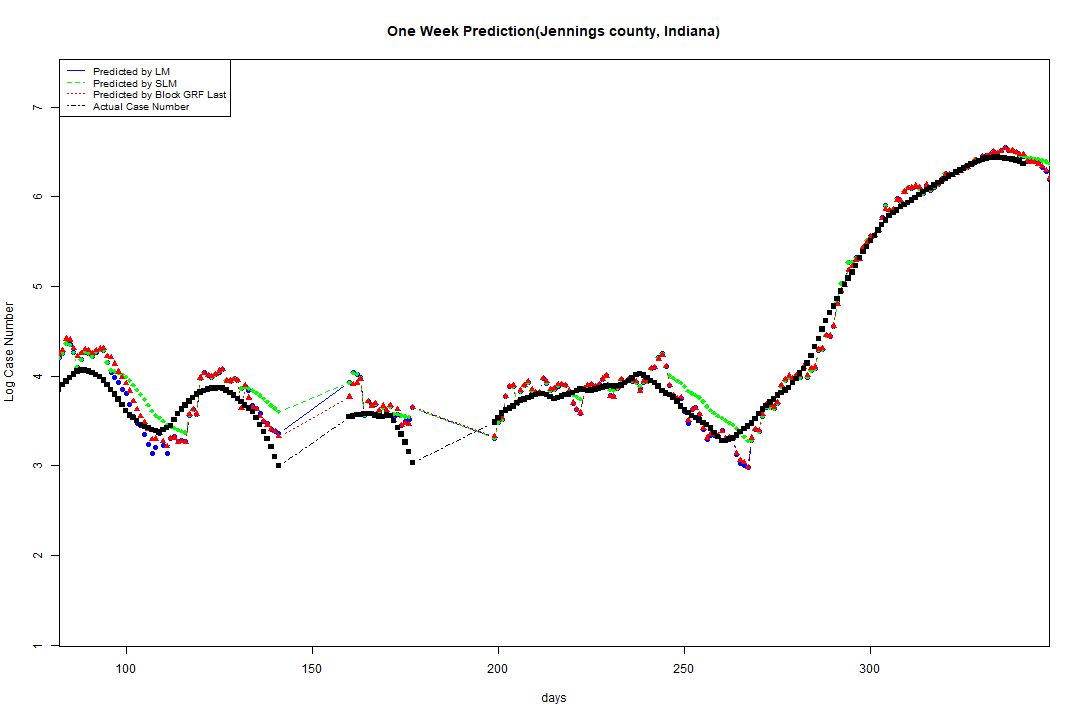 One Week Prediction(Jennings county, Indiana)
Predicted by LM
Predicted by SLM
Predicted by Block GRF Last
Actual Case Number
7
6
5
4
3
2
1
Log Case Number
100 150 200 250 300
days